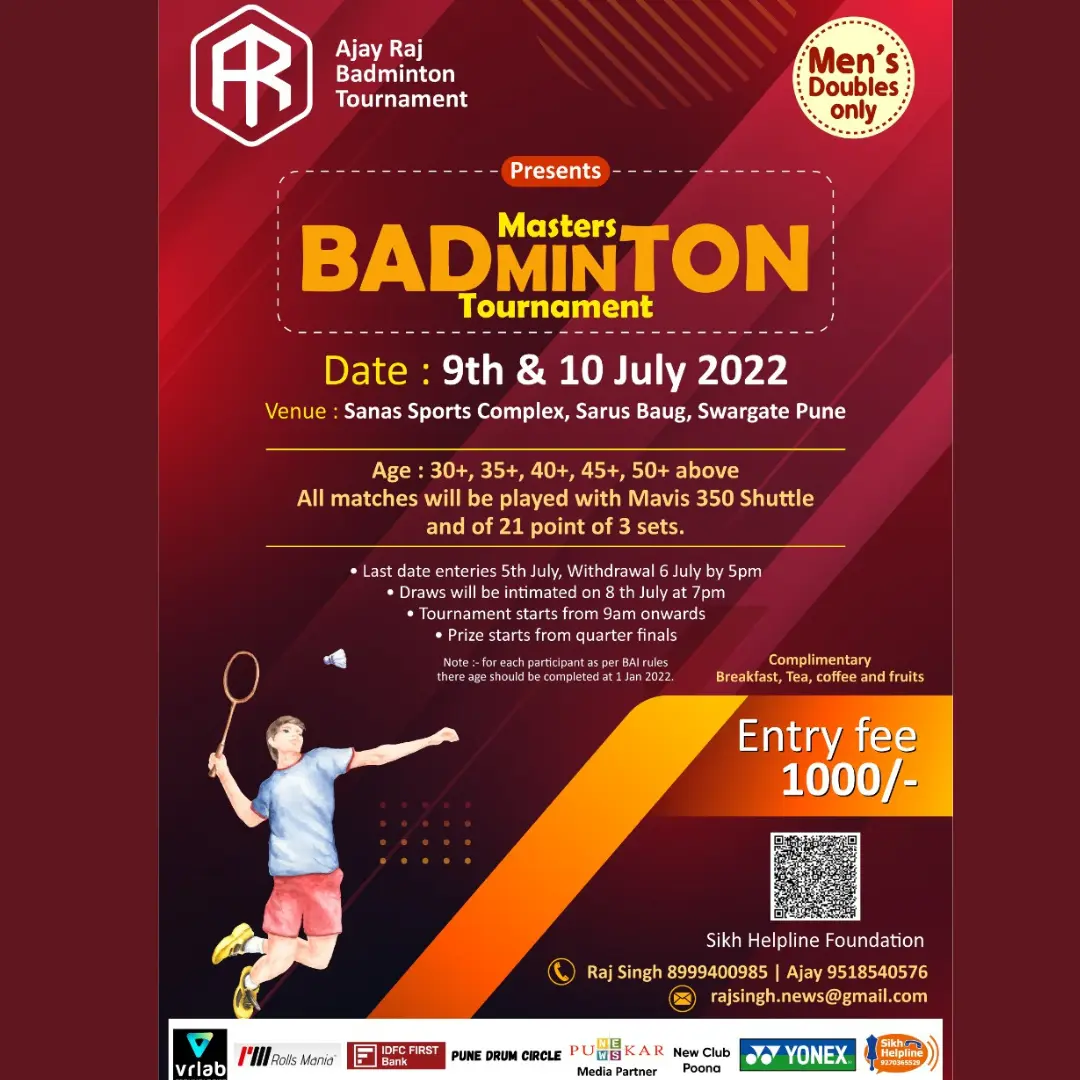 AR
Ajay Raj
Badminton
Tournament
Men's
Doubles
only
Presents
Masters
BADMINTON
Tournament
Date : 9th & 10 July 2022
Venue : Sanas Sports Complex, Sarus Baug, Swargate Pune
Age : 30+, 35+, 40+, 45+, 50+ above
All matches will be played with Mavis 350 Shuttle
and of 21 point of 3 sets.
• Last date enteries 5th July, Withdrawal 6 July by 5pm
• Draws will be intimated on 8 th July at 7pm
• Tournament starts from 9am onwards
• Prize starts from quarter finals
Note :- for each participant as per BAI rules
there age should be completed at 1 Jan 2022.
Complimentary
Breakfast, Tea, coffee and fruits
Entry fee
1000/-
Sikh Helpline Foundation
Raj Singh 8999400985 | Ajay 9518540576
rajsingh.news@gmail.com
vrlab
Rolls Mania
IDFC FIRST
Bank
PUNE DRUM CIRCLE
PUNEKAR
NEWS
Media Partner
New Club
Poona
YONEX
Sikh
Helpline
9270365529